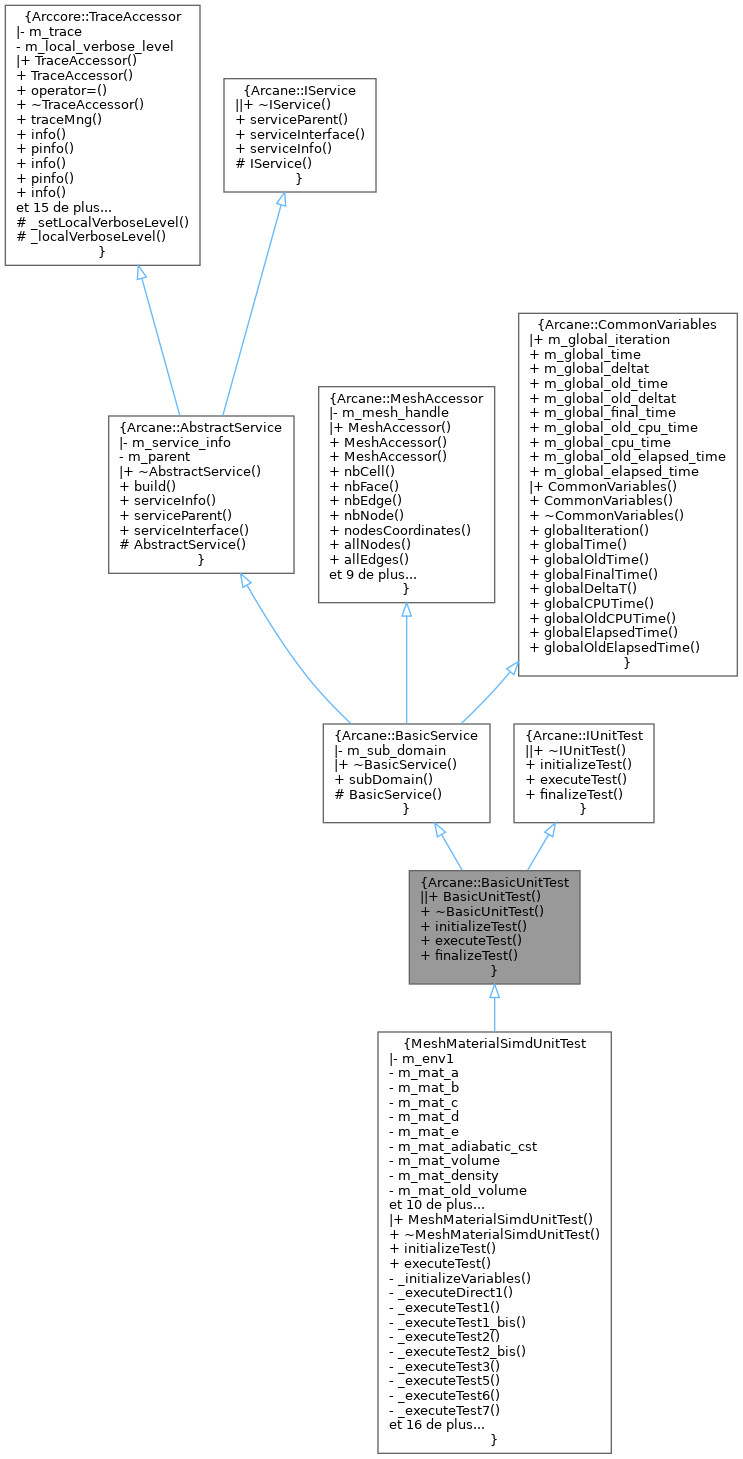 {Arccore::TraceAccessor
|- m_trace
- m_local_verbose_level
|+ TraceAccessor()
+ TraceAccessor()
+ operator=()
+ ~TraceAccessor()
+ traceMng()
+ info()
+ pinfo()
+ info()
+ pinfo()
+ info()
et 15 de plus...
# _setLocalVerboseLevel()
# _localVerboseLevel()
}
{Arcane::IService
||+ ~IService()
+ serviceParent()
+ serviceInterface()
+ serviceInfo()
# IService()
}
{Arcane::CommonVariables
|+ m_global_iteration
+ m_global_time
+ m_global_deltat
+ m_global_old_time
+ m_global_old_deltat
+ m_global_final_time
+ m_global_old_cpu_time
+ m_global_cpu_time
+ m_global_old_elapsed_time
+ m_global_elapsed_time
|+ CommonVariables()
+ CommonVariables()
+ ~CommonVariables()
+ globalIteration()
+ globalTime()
+ globalOldTime()
+ globalFinalTime()
+ globalDeltaT()
+ globalCPUTime()
+ globalOldCPUTime()
+ globalElapsedTime()
+ globalOldElapsedTime()
}
{Arcane::MeshAccessor
|- m_mesh_handle
|+ MeshAccessor()
+ MeshAccessor()
+ MeshAccessor()
+ nbCell()
+ nbFace()
+ nbEdge()
+ nbNode()
+ nodesCoordinates()
+ allNodes()
+ allEdges()
et 9 de plus...
}
{Arcane::AbstractService
|- m_service_info
- m_parent
|+ ~AbstractService()
+ build()
+ serviceInfo()
+ serviceParent()
+ serviceInterface()
# AbstractService()
}
{Arcane::BasicService
|- m_sub_domain
|+ ~BasicService()
+ subDomain()
# BasicService()
}
{Arcane::IUnitTest
||+ ~IUnitTest()
+ initializeTest()
+ executeTest()
+ finalizeTest()
}
{Arcane::BasicUnitTest
||+ BasicUnitTest()
+ ~BasicUnitTest()
+ initializeTest()
+ executeTest()
+ finalizeTest()
}
{MeshMaterialSimdUnitTest
|- m_env1
- m_mat_a
- m_mat_b
- m_mat_c
- m_mat_d
- m_mat_e
- m_mat_adiabatic_cst
- m_mat_volume
- m_mat_density
- m_mat_old_volume
et 10 de plus...
|+ MeshMaterialSimdUnitTest()
+ ~MeshMaterialSimdUnitTest()
+ initializeTest()
+ executeTest()
- _initializeVariables()
- _executeDirect1()
- _executeTest1()
- _executeTest1_bis()
- _executeTest2()
- _executeTest2_bis()
- _executeTest3()
- _executeTest5()
- _executeTest6()
- _executeTest7()
et 16 de plus...
}